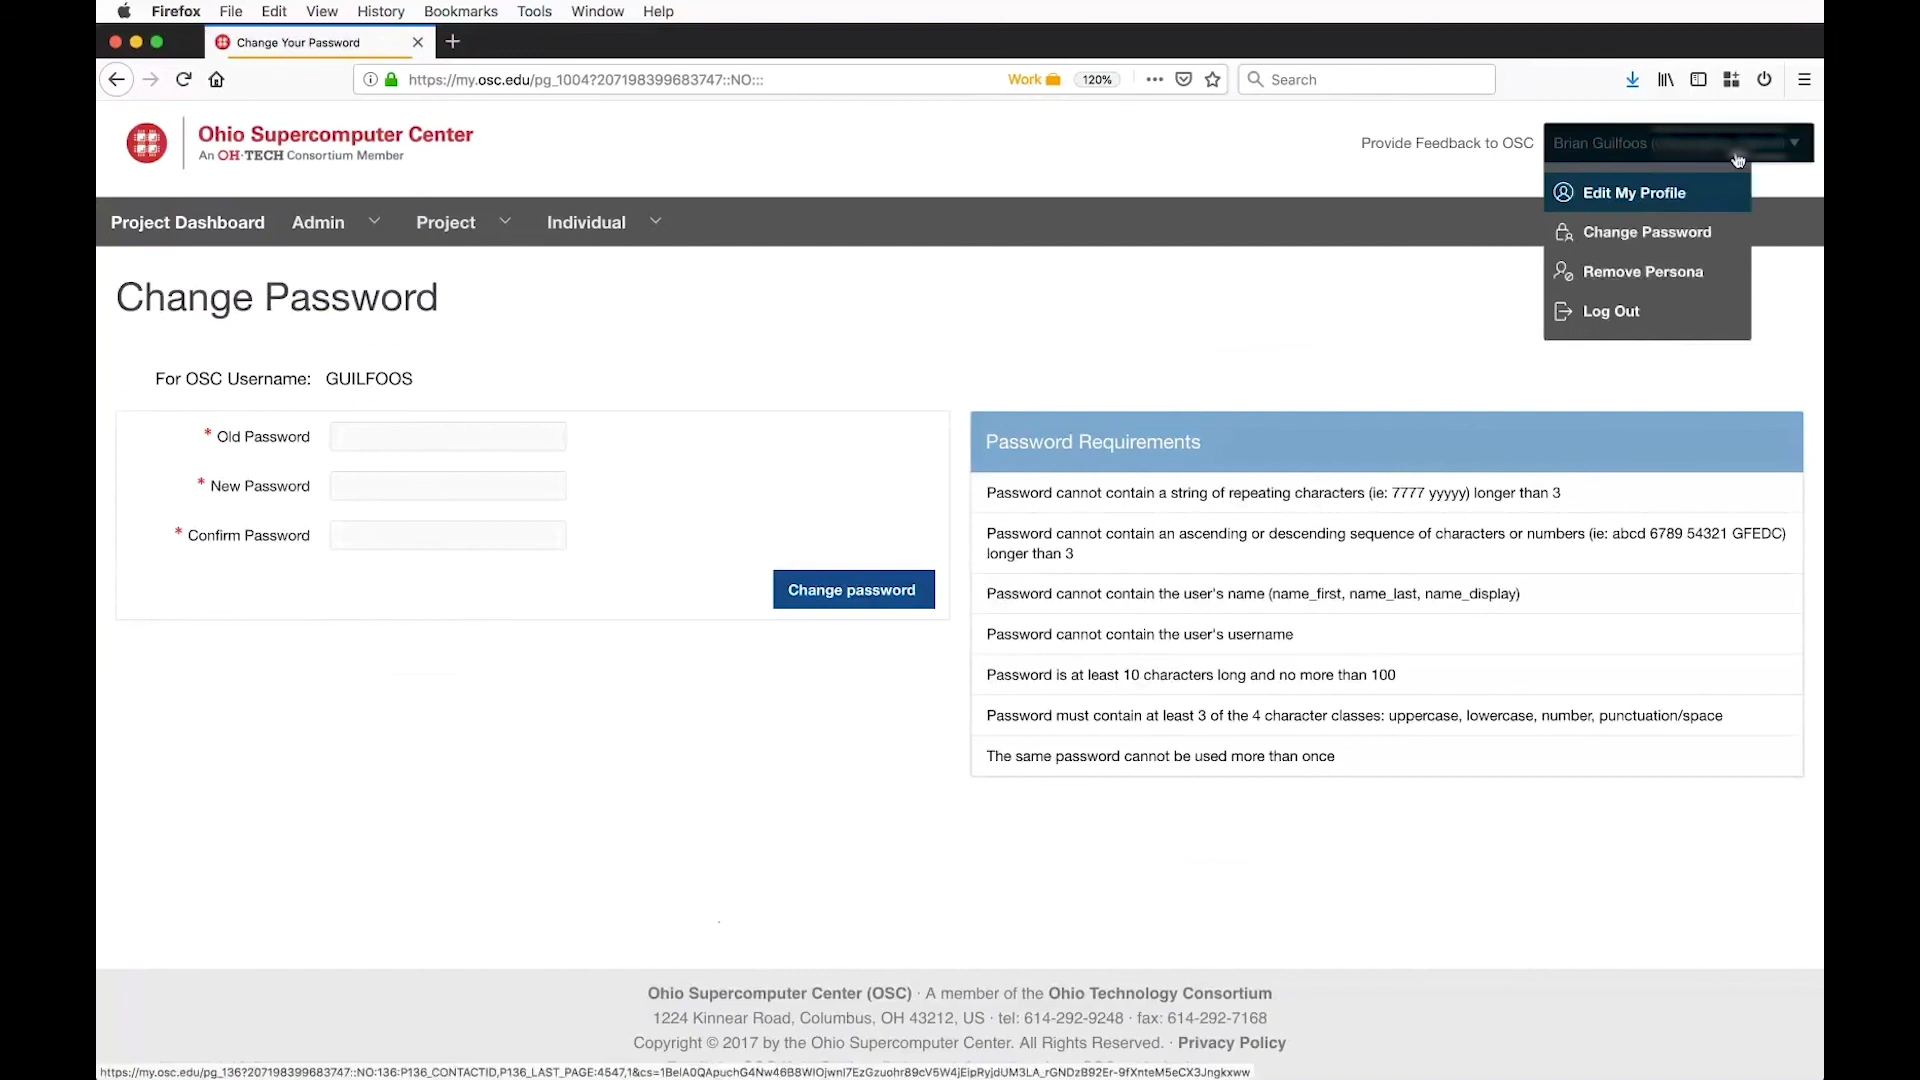 Firefox File Edit View History Bookmarks Tools Window Help
Change Your Password
https://my.osc.edu/pg_1004?207198399683747::NO:::
Work
120%
Search
Ohio Supercomputer Center
An OH·TECH Consortium Member
Provide Feedback to OSC
Brian Guilfoos (
Edit My Profile
Change Password
Remove Persona
Log Out
Project Dashboard Admin Project Individual
Change Password
For OSC Username: GUILFOOS
* Old Password
* New Password
* Confirm Password
Change password
Password Requirements
Password cannot contain a string of repeating characters (ie: 7777 yyyyy) longer than 3
Password cannot contain an ascending or descending sequence of characters or numbers (ie: abcd 6789 54321 GFEDC)
longer than 3
Password cannot contain the user's name (name_first, name_last, name_display)
Password cannot contain the user's username
Password is at least 10 characters long and no more than 100
Password must contain at least 3 of the 4 character classes: uppercase, lowercase, number, punctuation/space
The same password cannot be used more than once
Ohio Supercomputer Center (OSC) · A member of the Ohio Technology Consortium
1224 Kinnear Road, Columbus, OH 43212, US · tel: 614-292-9248 · fax: 614-292-7168
Copyright © 2017 by the Ohio Supercomputer Center. All Rights Reserved. · Privacy Policy